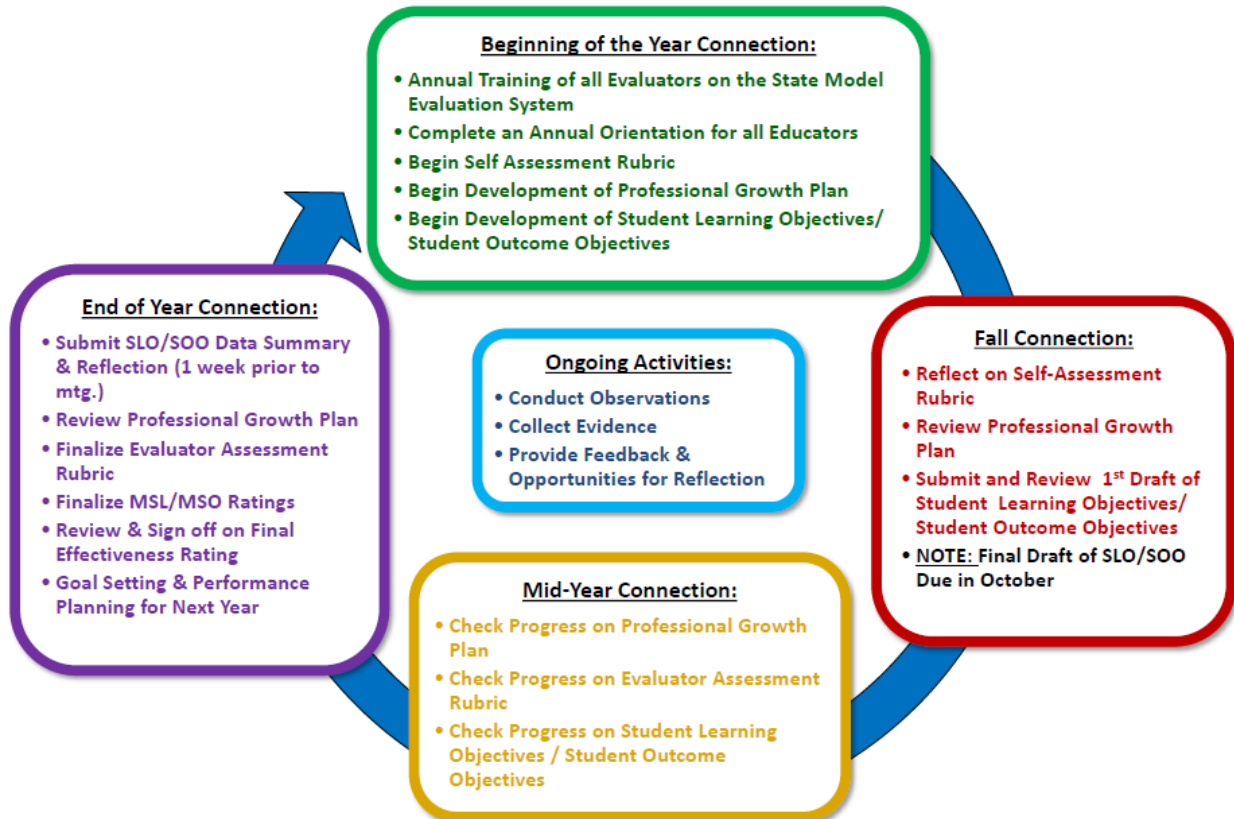 Beginning of the Year Connection:
• Annual Training of all Evaluators on the State Model
Evaluation System
• Complete an Annual Orientation for all Educators
• Begin Self Assessment Rubric
• Begin Development of Professional Growth Plan
• Begin Development of Student Learning Objectives/
Student Outcome Objectives
Fall Connection:
• Reflect on Self-Assessment
Rubric
• Review Professional Growth
Plan
• Submit and Review 1st Draft of
Student Learning Objectives/
Student Outcome Objectives
• NOTE: Final Draft of SLO/SOO
Due in October
Mid-Year Connection:
• Check Progress on Professional Growth
Plan
• Check Progress on Evaluator Assessment
Rubric
• Check Progress on Student Learning
Objectives / Student Outcome
Objectives
End of Year Connection:
• Submit SLO/SOO Data Summary
& Reflection (1 week prior to
mtg.)
• Review Professional Growth Plan
• Finalize Evaluator Assessment
Rubric
• Finalize MSL/MSO Ratings
• Review & Sign off on Final
Effectiveness Rating
• Goal Setting & Performance
Planning for Next Year
Ongoing Activities:
• Conduct Observations
• Collect Evidence
• Provide Feedback &
Opportunities for Reflection